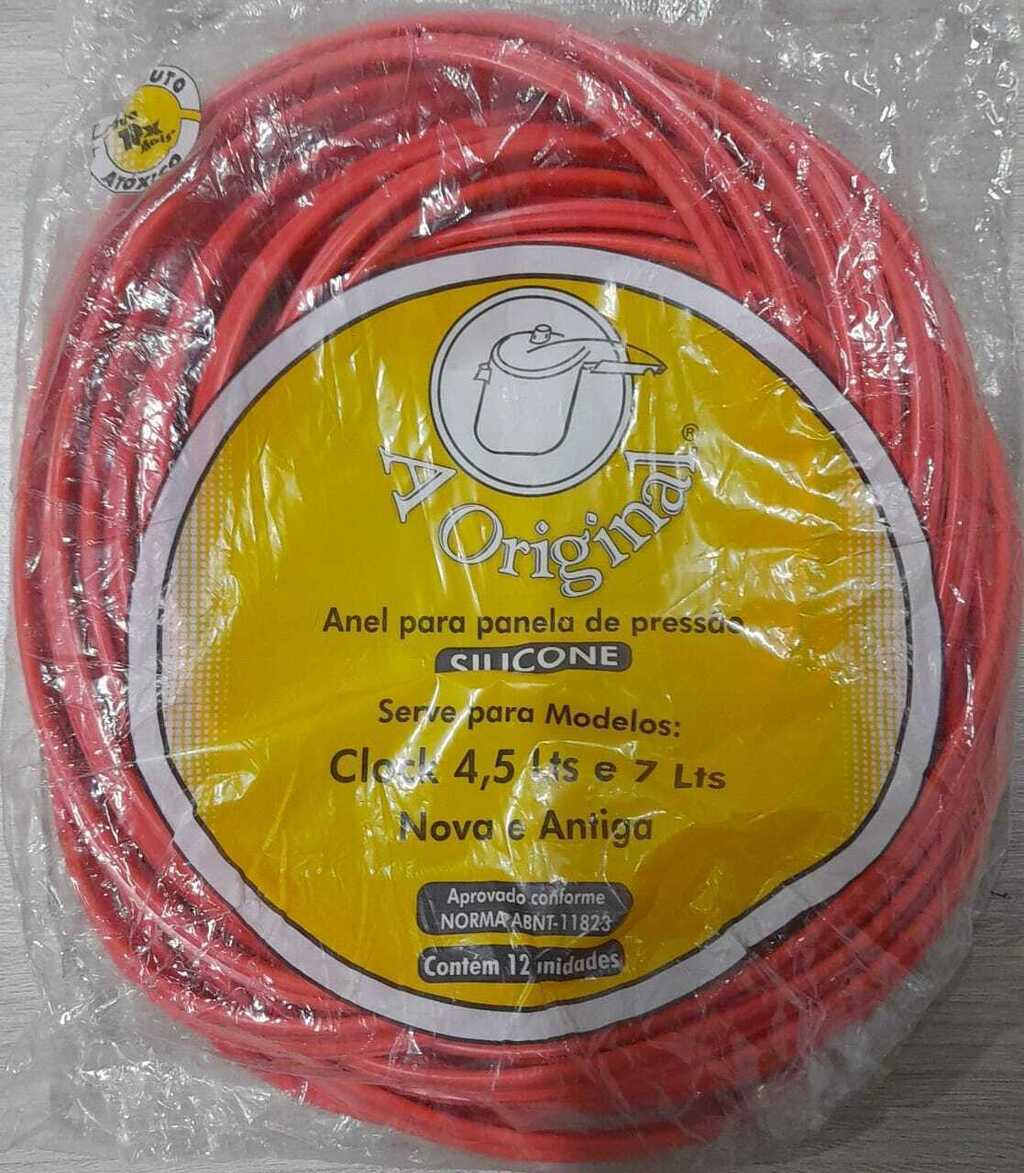 ATÓXICO
A Original®
Anel para panela de pressão
SILICONE
Serve para Modelos:
Clock 4,5 Lts e 7 Lts
Nova e Antiga
Aprovado conforme
NORMA ABNT-11823
Contém 12 unidades